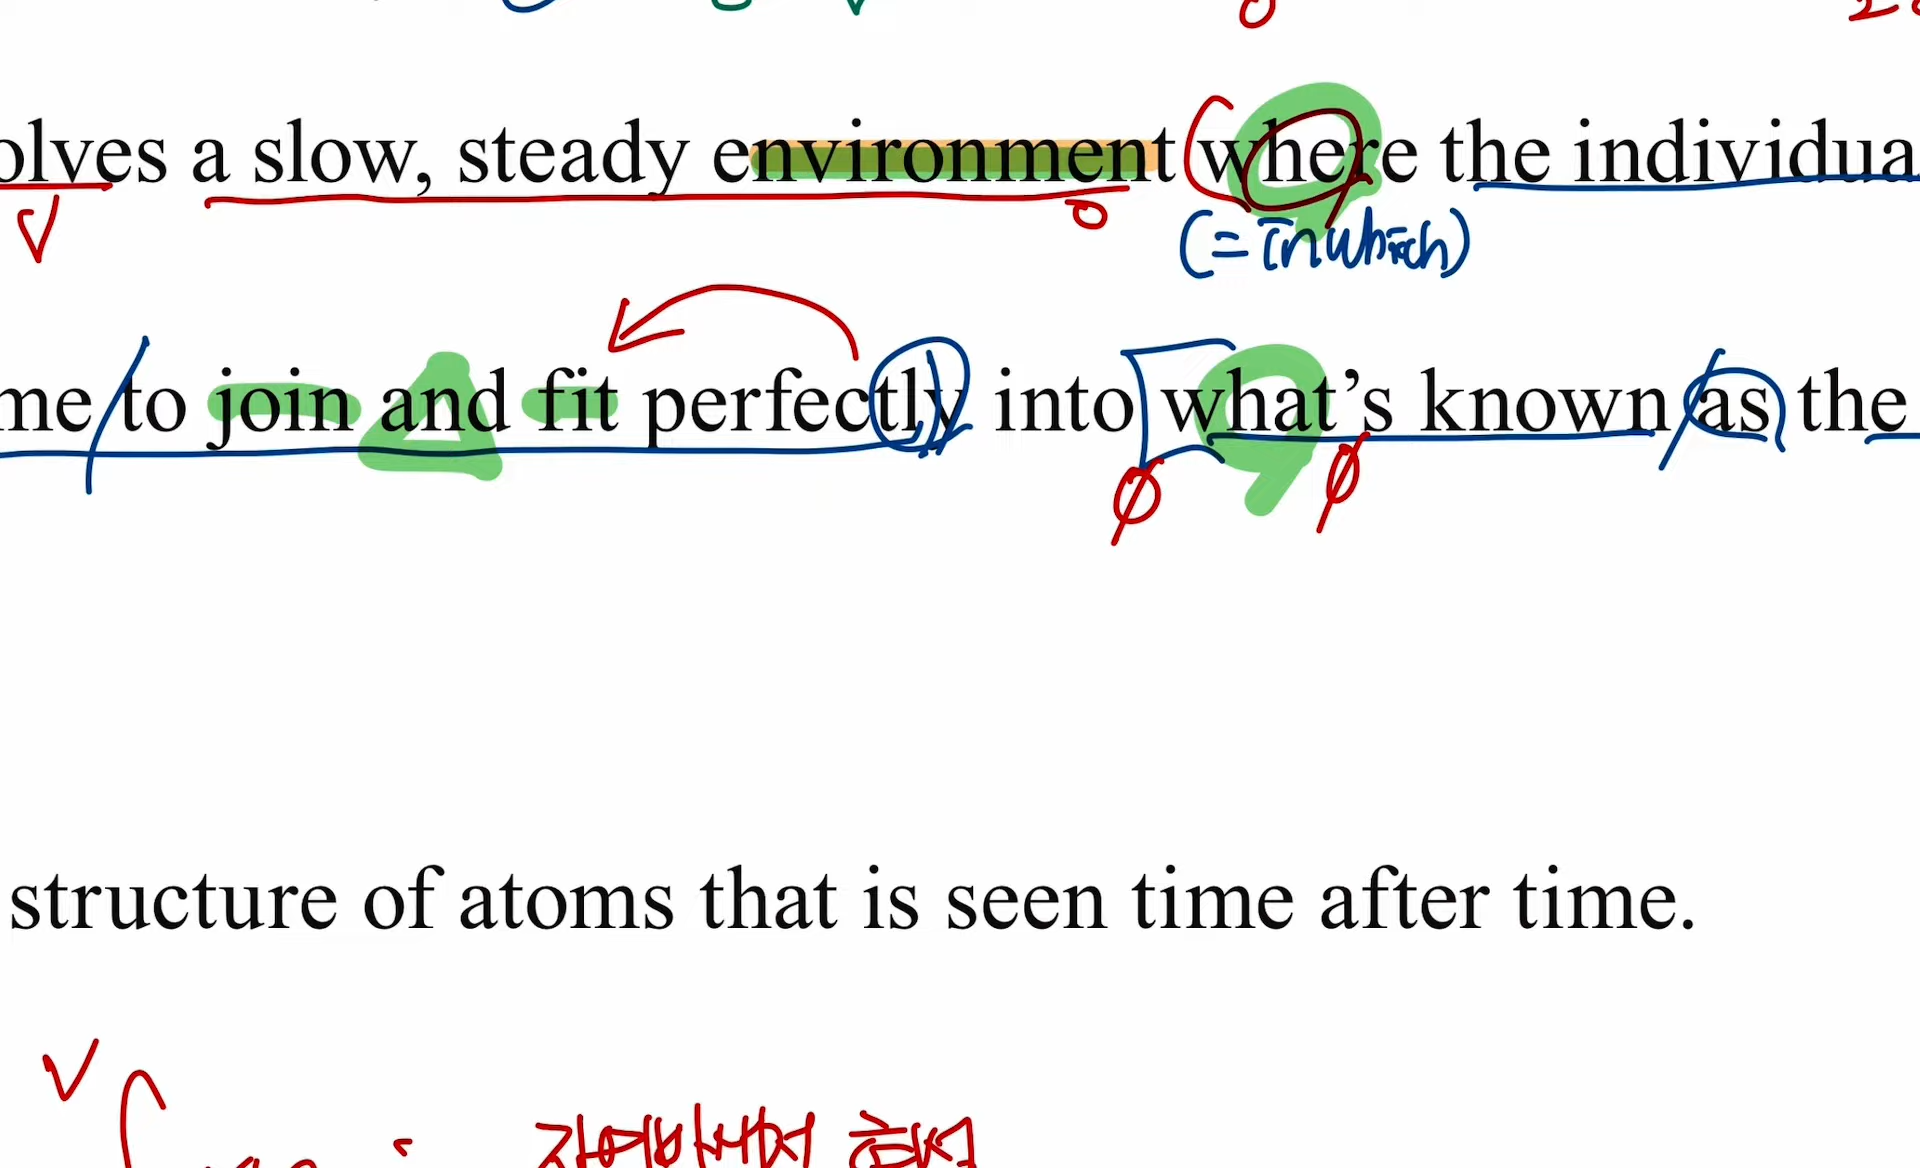 olves a slow, steady environment where the individua
V
o
(= in which)
me to join and fit perfectly into what's known as the
structure of atoms that is seen time after time.